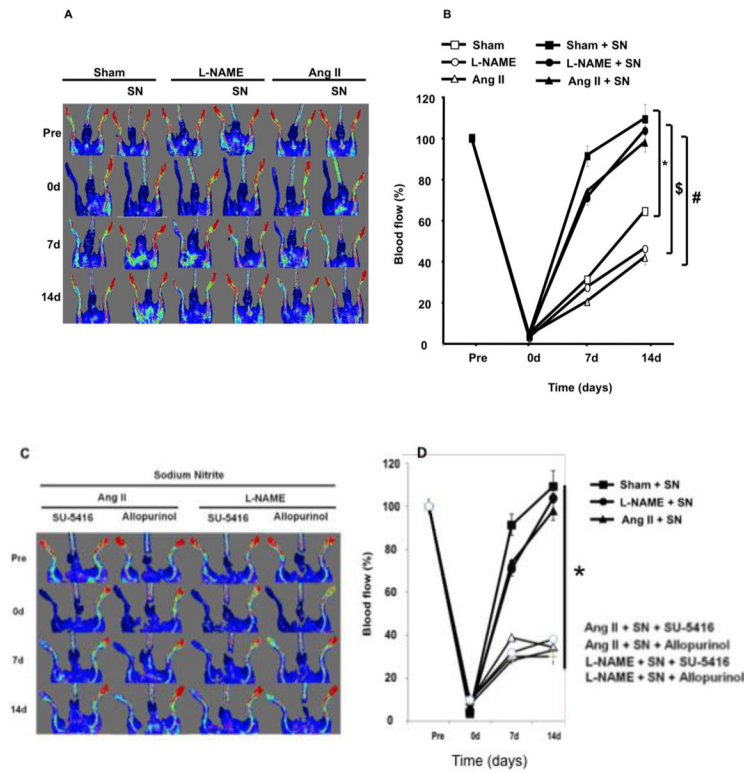 A
Sham L-NAME Ang II
SN SN SN
Pre
0d
7d
14d
B
Sham Sham + SN
L-NAME L-NAME + SN
Ang II Ang II + SN
120
100
80
60
40
20
0
Blood flow (%)
* $ #
Pre 0d 7d 14d
Time (days)
C
Sodium Nitrite
Ang II L-NAME
SU-5416 Allopurinol SU-5416 Allopurinol
Pre
0d
7d
14d
D
120
100
80
60
40
20
0
Blood flow (%)
Sham + SN
L-NAME + SN
Ang II + SN
*
Ang II + SN + SU-5416
Ang II + SN + Allopurinol
L-NAME + SN + SU-5416
L-NAME + SN + Allopurinol
Pre 0d 7d 14d
Time (days)